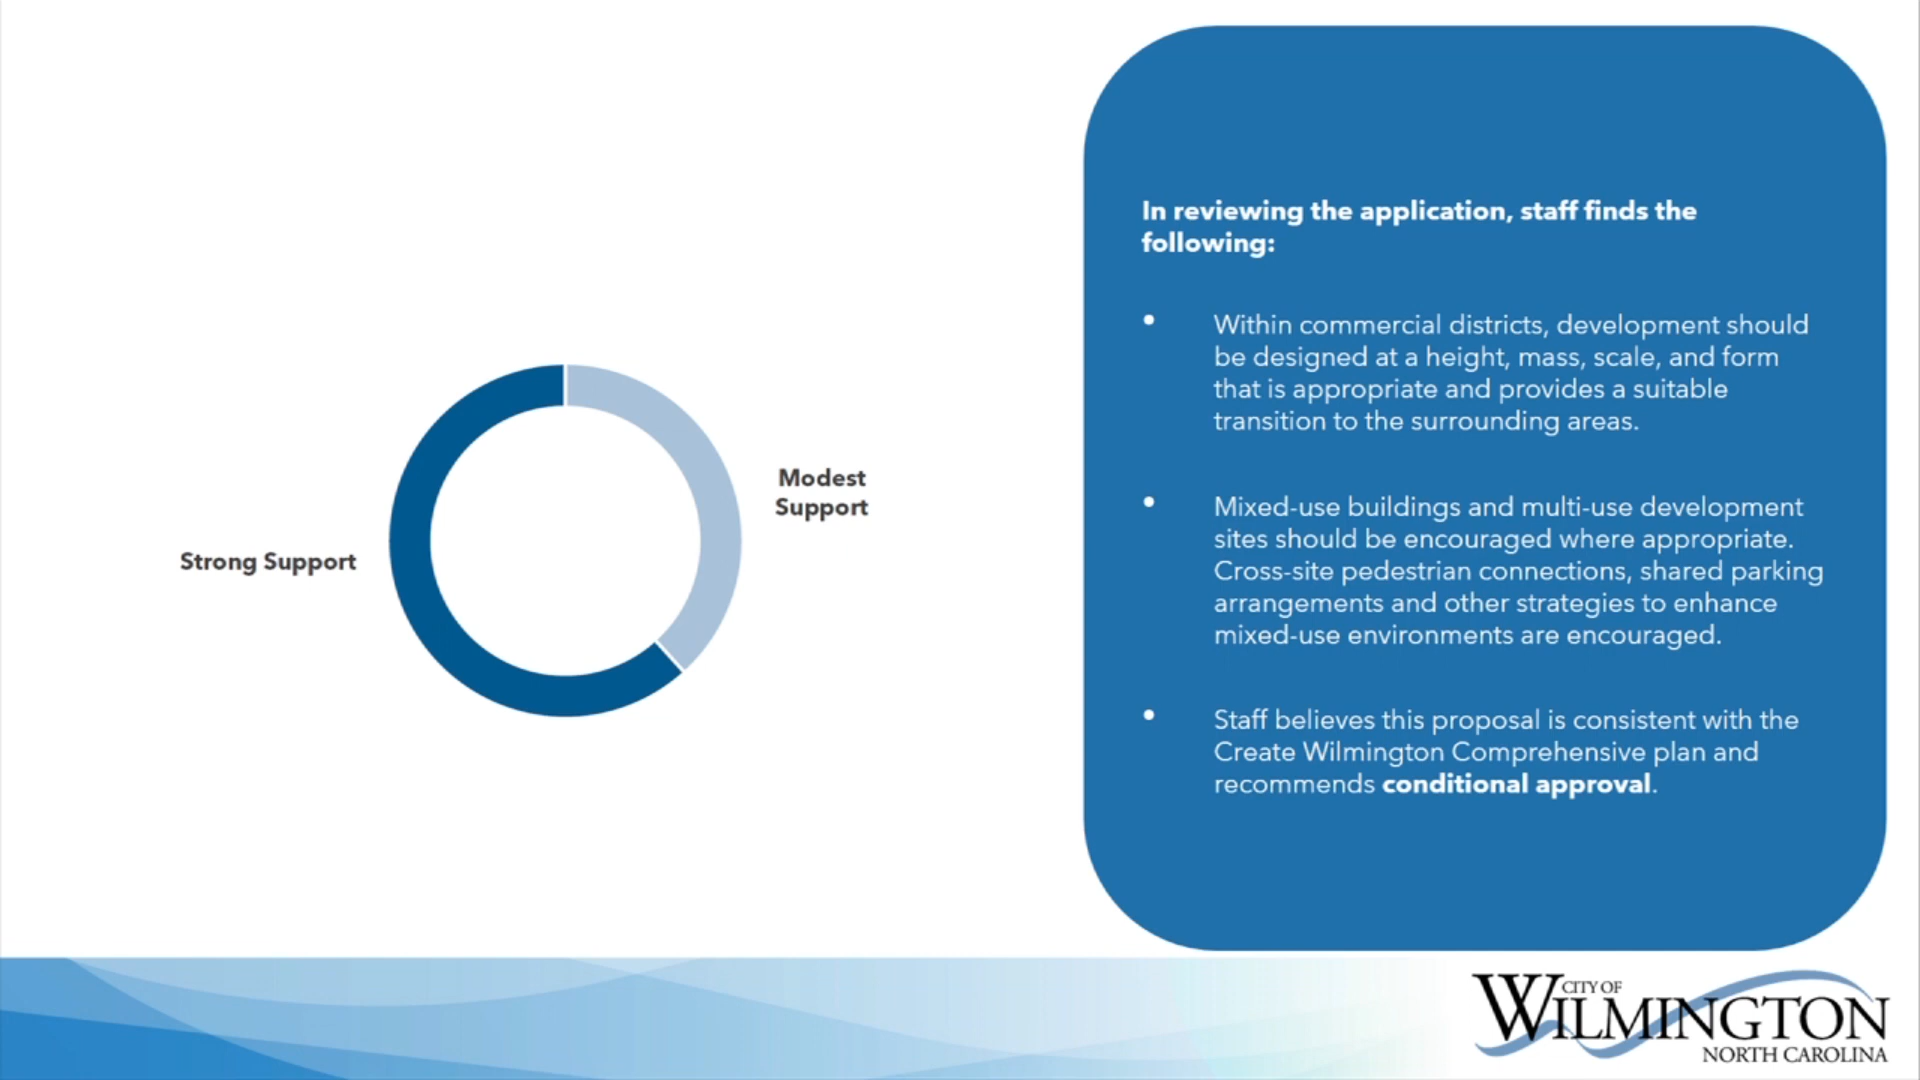 Modest
Support
Strong Support
In reviewing the application, staff finds the
following:
• Within commercial districts, development should
be designed at a height, mass, scale, and form
that is appropriate and provides a suitable
transition to the surrounding areas.
• Mixed-use buildings and multi-use development
sites should be encouraged where appropriate.
Cross-site pedestrian connections, shared parking
arrangements and other strategies to enhance
mixed-use environments are encouraged.
• Staff believes this proposal is consistent with the
Create Wilmington Comprehensive plan and
recommends conditional approval.
CITY OF
WILMINGTON
NORTH CAROLINA